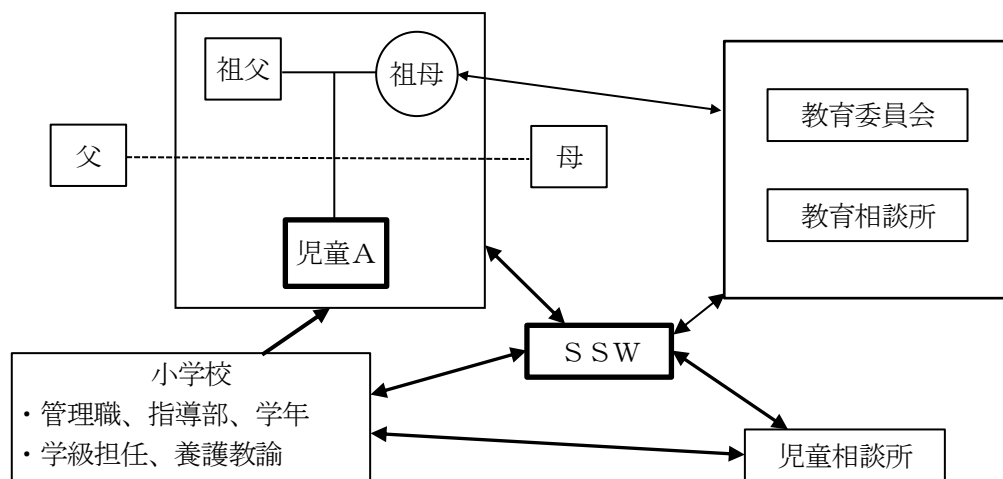 祖父
祖母
教育委員会
父
母
教育相談所
児童A
SSW
小学校
・管理職、指導部、学年
・学級担任、養護教諭
児童相談所